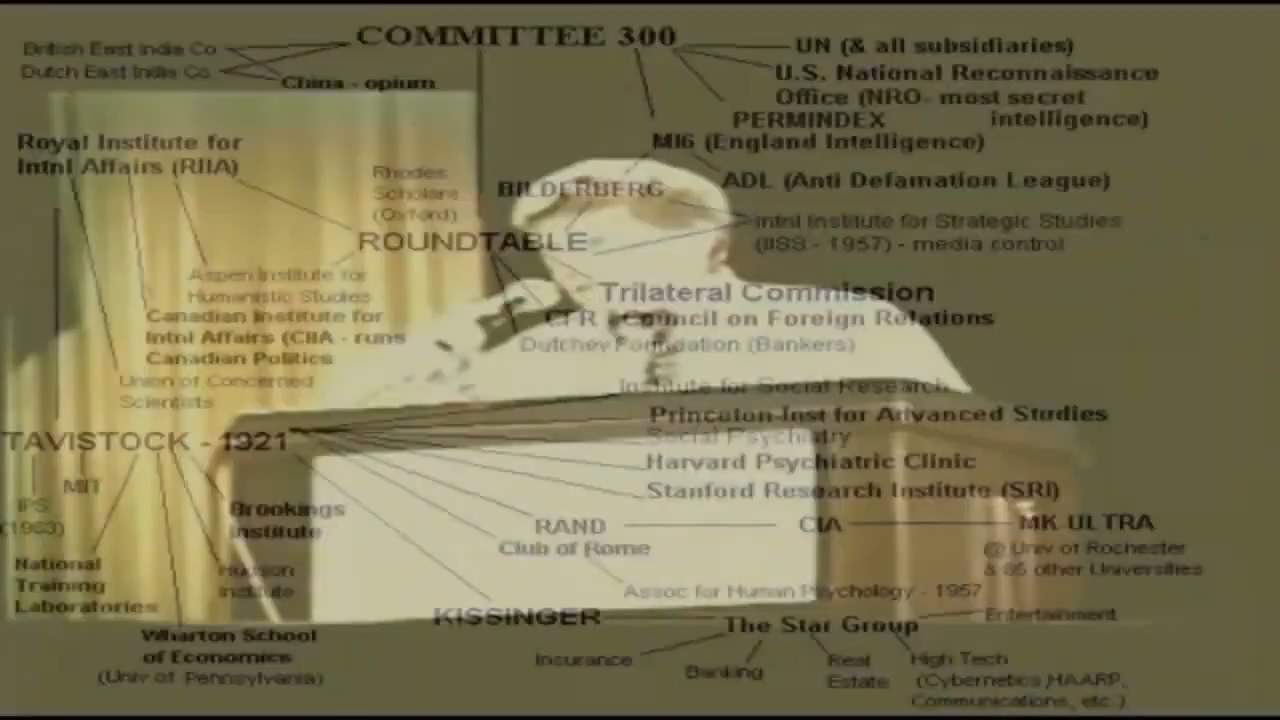 COMMITTEE 300
British East India Co
Dutch East India Co
China - opium
UN (& all subsidiaries)
U.S. National Reconnaissance
Office (NRO- most secret
intelligence)
PERMINDEX
MI6 (England Intelligence)
ADL (Anti Defamation League)
Royal Institute for
Intnl Affairs (RIIA)
Rhodes
Scholars
(Oxford)
BILDERBERG
Intnl Institute for Strategic Studies
(IISS - 1957) - media control
ROUNDTABLE
Aspen Institute for
Humanistic Studies
Trilateral Commission
Canadian Institute for
Intnl Affairs (CIIA - runs
Canadian Politics
CFR - Council on Foreign Relations
Dutchey Foundation (Bankers)
Union of Concerned
Scientists
Institute for Social Research
Princeton-Inst for Advanced Studies
Social Psychiatry
TAVISTOCK - 1921
Harvard Psychiatric Clinic
Stanford Research Institute (SRI)
MIT
IPS
(1963)
Brookings
Institute
RAND
CIA
MK ULTRA
Club of Rome
@ Univ of Rochester
& 85 other Universities
National
Training
Laboratories
Hudson
Institute
Assoc for Human Psychology - 1957
KISSINGER
The Star Group
Entertainment
Wharton School
of Economics
(Univ of Pennsylvania)
Insurance
Banking
Real
Estate
High Tech
(Cybernetics,HAARP,
Communications, etc.)